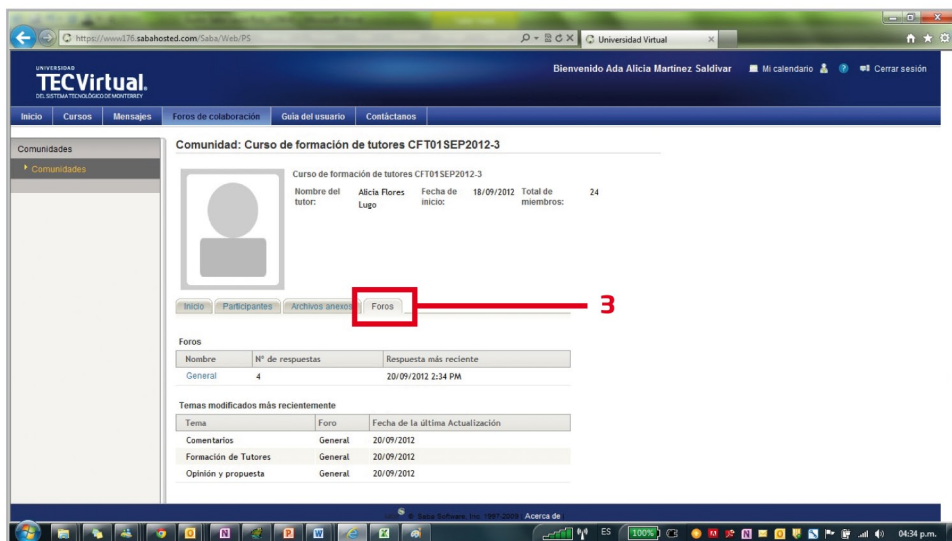 https://www176.sabahosted.com/Saba/Web/PS
Universidad Virtual
UNIVERSIDAD
TECVirtual.
DEL SISTEMA TECNOLÓGICO DE MONTERREY
Bienvenido Ada Alicia Martínez Saldivar Mi calendario Cerrar sesión
Inicio Cursos Mensajes Foros de colaboración Guía del usuario Contáctanos
Comunidades
Comunidades
Comunidad: Curso de formación de tutores CFT01SEP2012-3
Curso de formación de tutores CFT01SEP2012-3
Nombre del tutor: Alicia Flores Lugo Fecha de inicio: 18/09/2012 Total de miembros: 24
Inicio Participantes Archivos anexos Foros
3
Foros
Nombre Nº de respuestas Respuesta más reciente
General 4 20/09/2012 2:34 PM
Temas modificados más recientemente
Tema Foro Fecha de la última Actualización
Comentarios General 20/09/2012
Formación de Tutores General 20/09/2012
Opinión y propuesta General 20/09/2012
© Saba Software, Inc. 1997-2009 | Acerca de |
ES 100% 04:34 p.m.